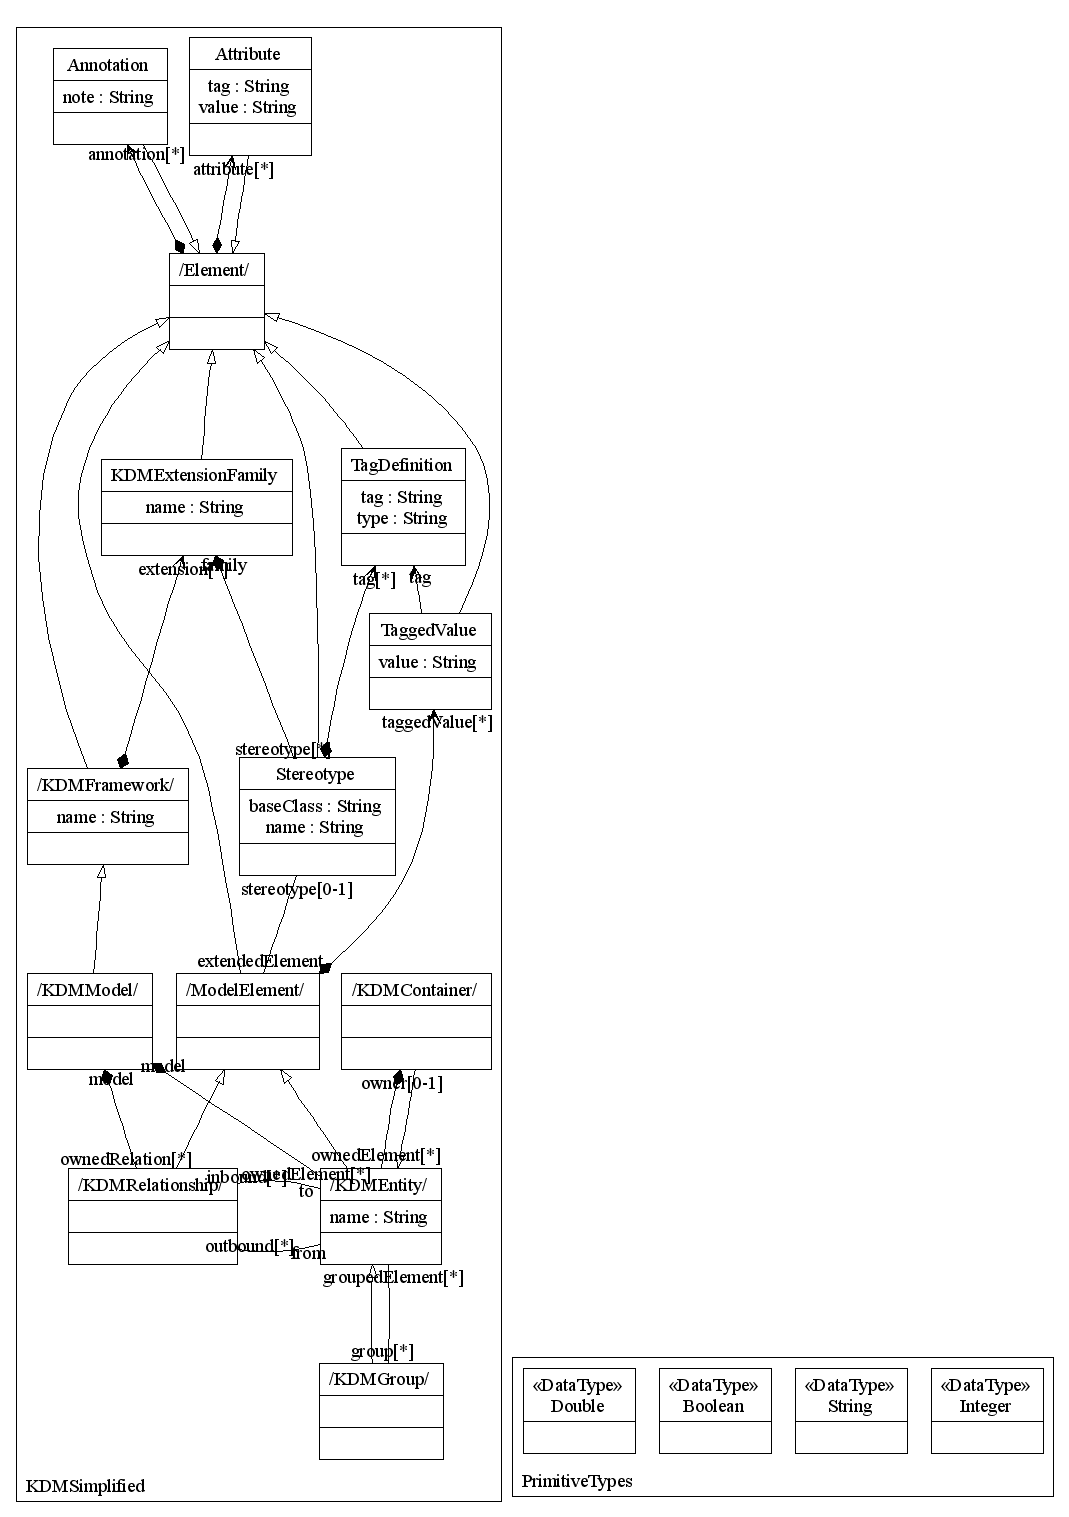 Annotation
note : String
Attribute
tag : String
value : String
annotation[*]
attribute[*]
/Element/
KDMExtensionFamily
name : String
TagDefinition
tag : String
type : String
extension[*]
family
tag[*]
tag
TaggedValue
value : String
taggedValue[*]
stereotype[*]
/KDMFramework/
name : String
Stereotype
baseClass : String
name : String
stereotype[0-1]
extendedElement
/KDMModel/
/ModelElement/
/KDMContainer/
model
model
owner[0-1]
ownedRelation[*]
ownedElement[*]
inbound[*]
ownedElement[*]
to
/KDMRelationship/
/KDMEntity/
name : String
outbound[*]
from
groupedElement[*]
group[*]
/KDMGroup/
KDMSimplified
«DataType»
Double
«DataType»
Boolean
«DataType»
String
«DataType»
Integer
PrimitiveTypes